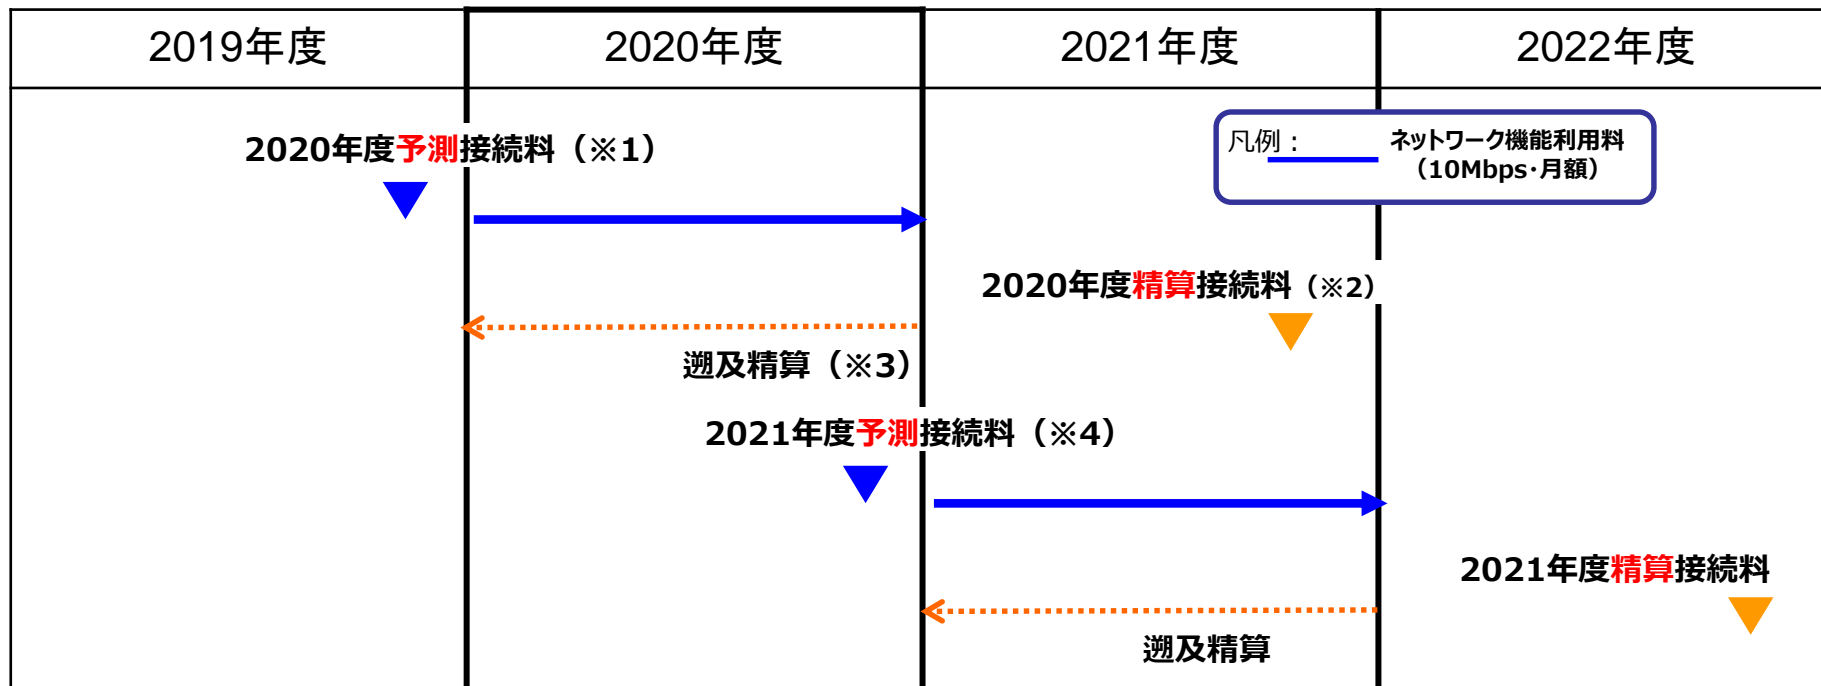 2019年度
2020年度
2021年度
2022年度
凡例：
ネットワーク機能利用料
（10Mbps･月額）
2020年度予測接続料（※1）
2020年度精算接続料（※2）
遡及精算（※3）
2021年度予測接続料（※4）
2021年度精算接続料
遡及精算